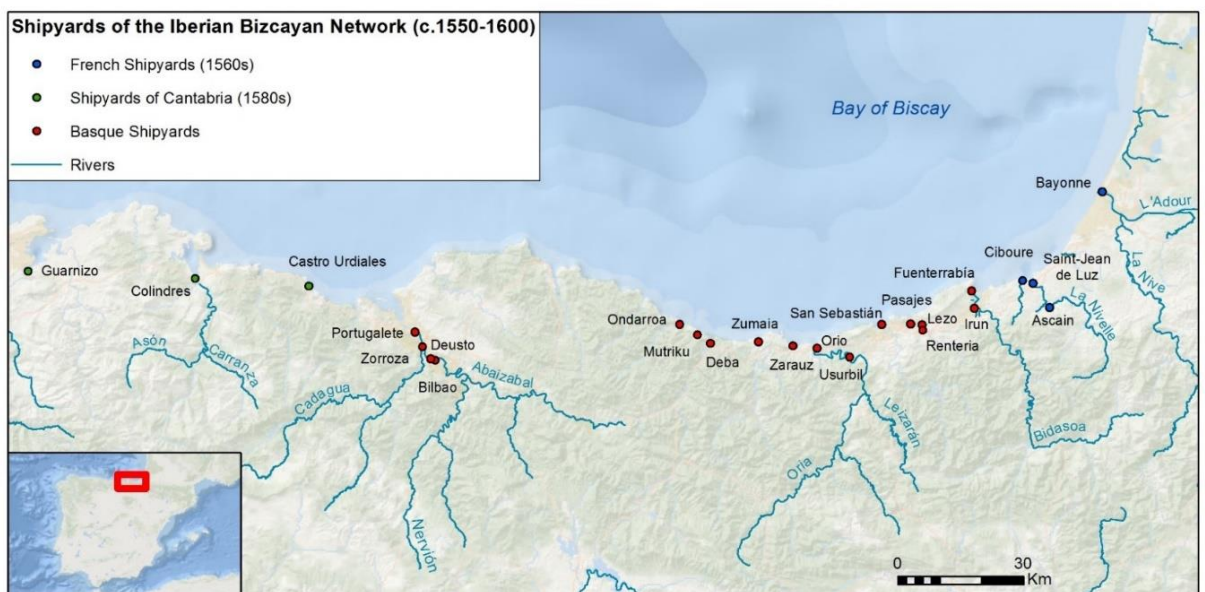 Shipyards of the Iberian Bizcayan Network (c.1550-1600)
French Shipyards (1560s)
Shipyards of Cantabria (1580s)
Basque Shipyards
Rivers
Bay of Biscay
Bayonne
L'Adour
La Nive
Ciboure
Saint-Jean
de Luz
Ascain
La Nivelle
Fuenterrabía
Irun
Bidasoa
Pasajes
Lezo
Renteria
San Sebastián
Orio
Usurbil
Leizarán
Oria
Zarauz
Zumaia
Deba
Mutriku
Ondarroa
Castro Urdiales
Guarnizo
Colindres
Asón
Carranza
Portugalete
Deusto
Zorroza
Bilbao
Abaizabal
Cadagua
Nervión
0 30
Km